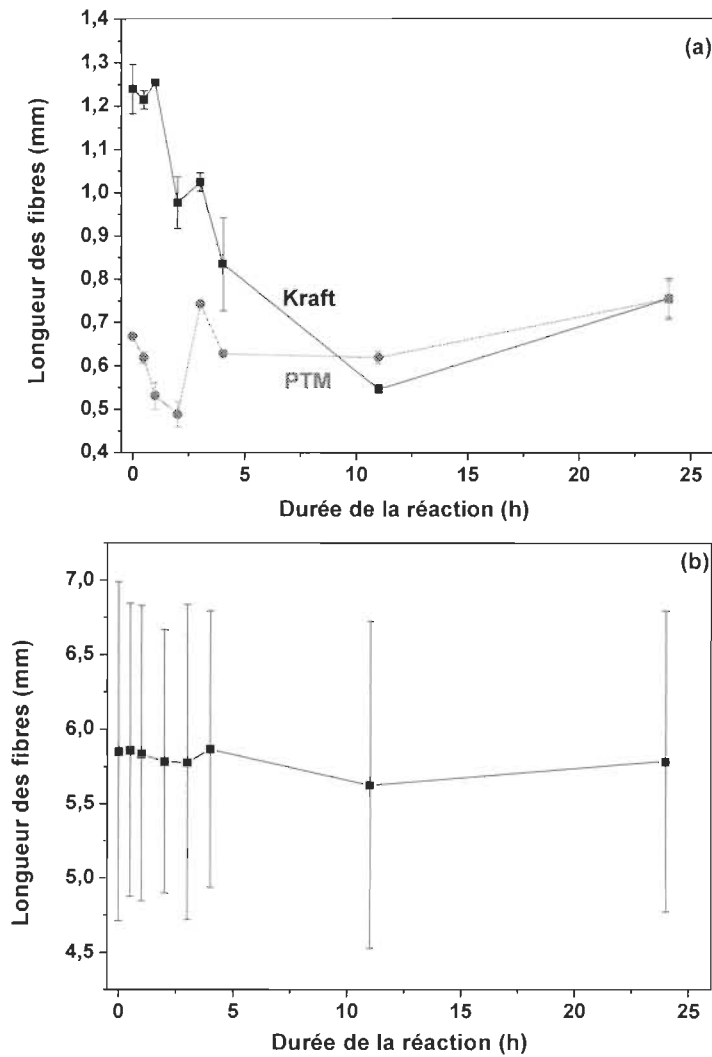 (a)
1,4
1,3
1,2
1,1
1,0
0,9
0,8
0,7
0,6
0,5
0,4
Longueur des fibres (mm)
Kraft
PTM
0 5 10 15 20 25
Durée de la réaction (h)
(b)
7,0
6,5
6,0
5,5
5,0
4,5
Longueur des fibres (mm)
0 5 10 15 20 25
Durée de la réaction (h)